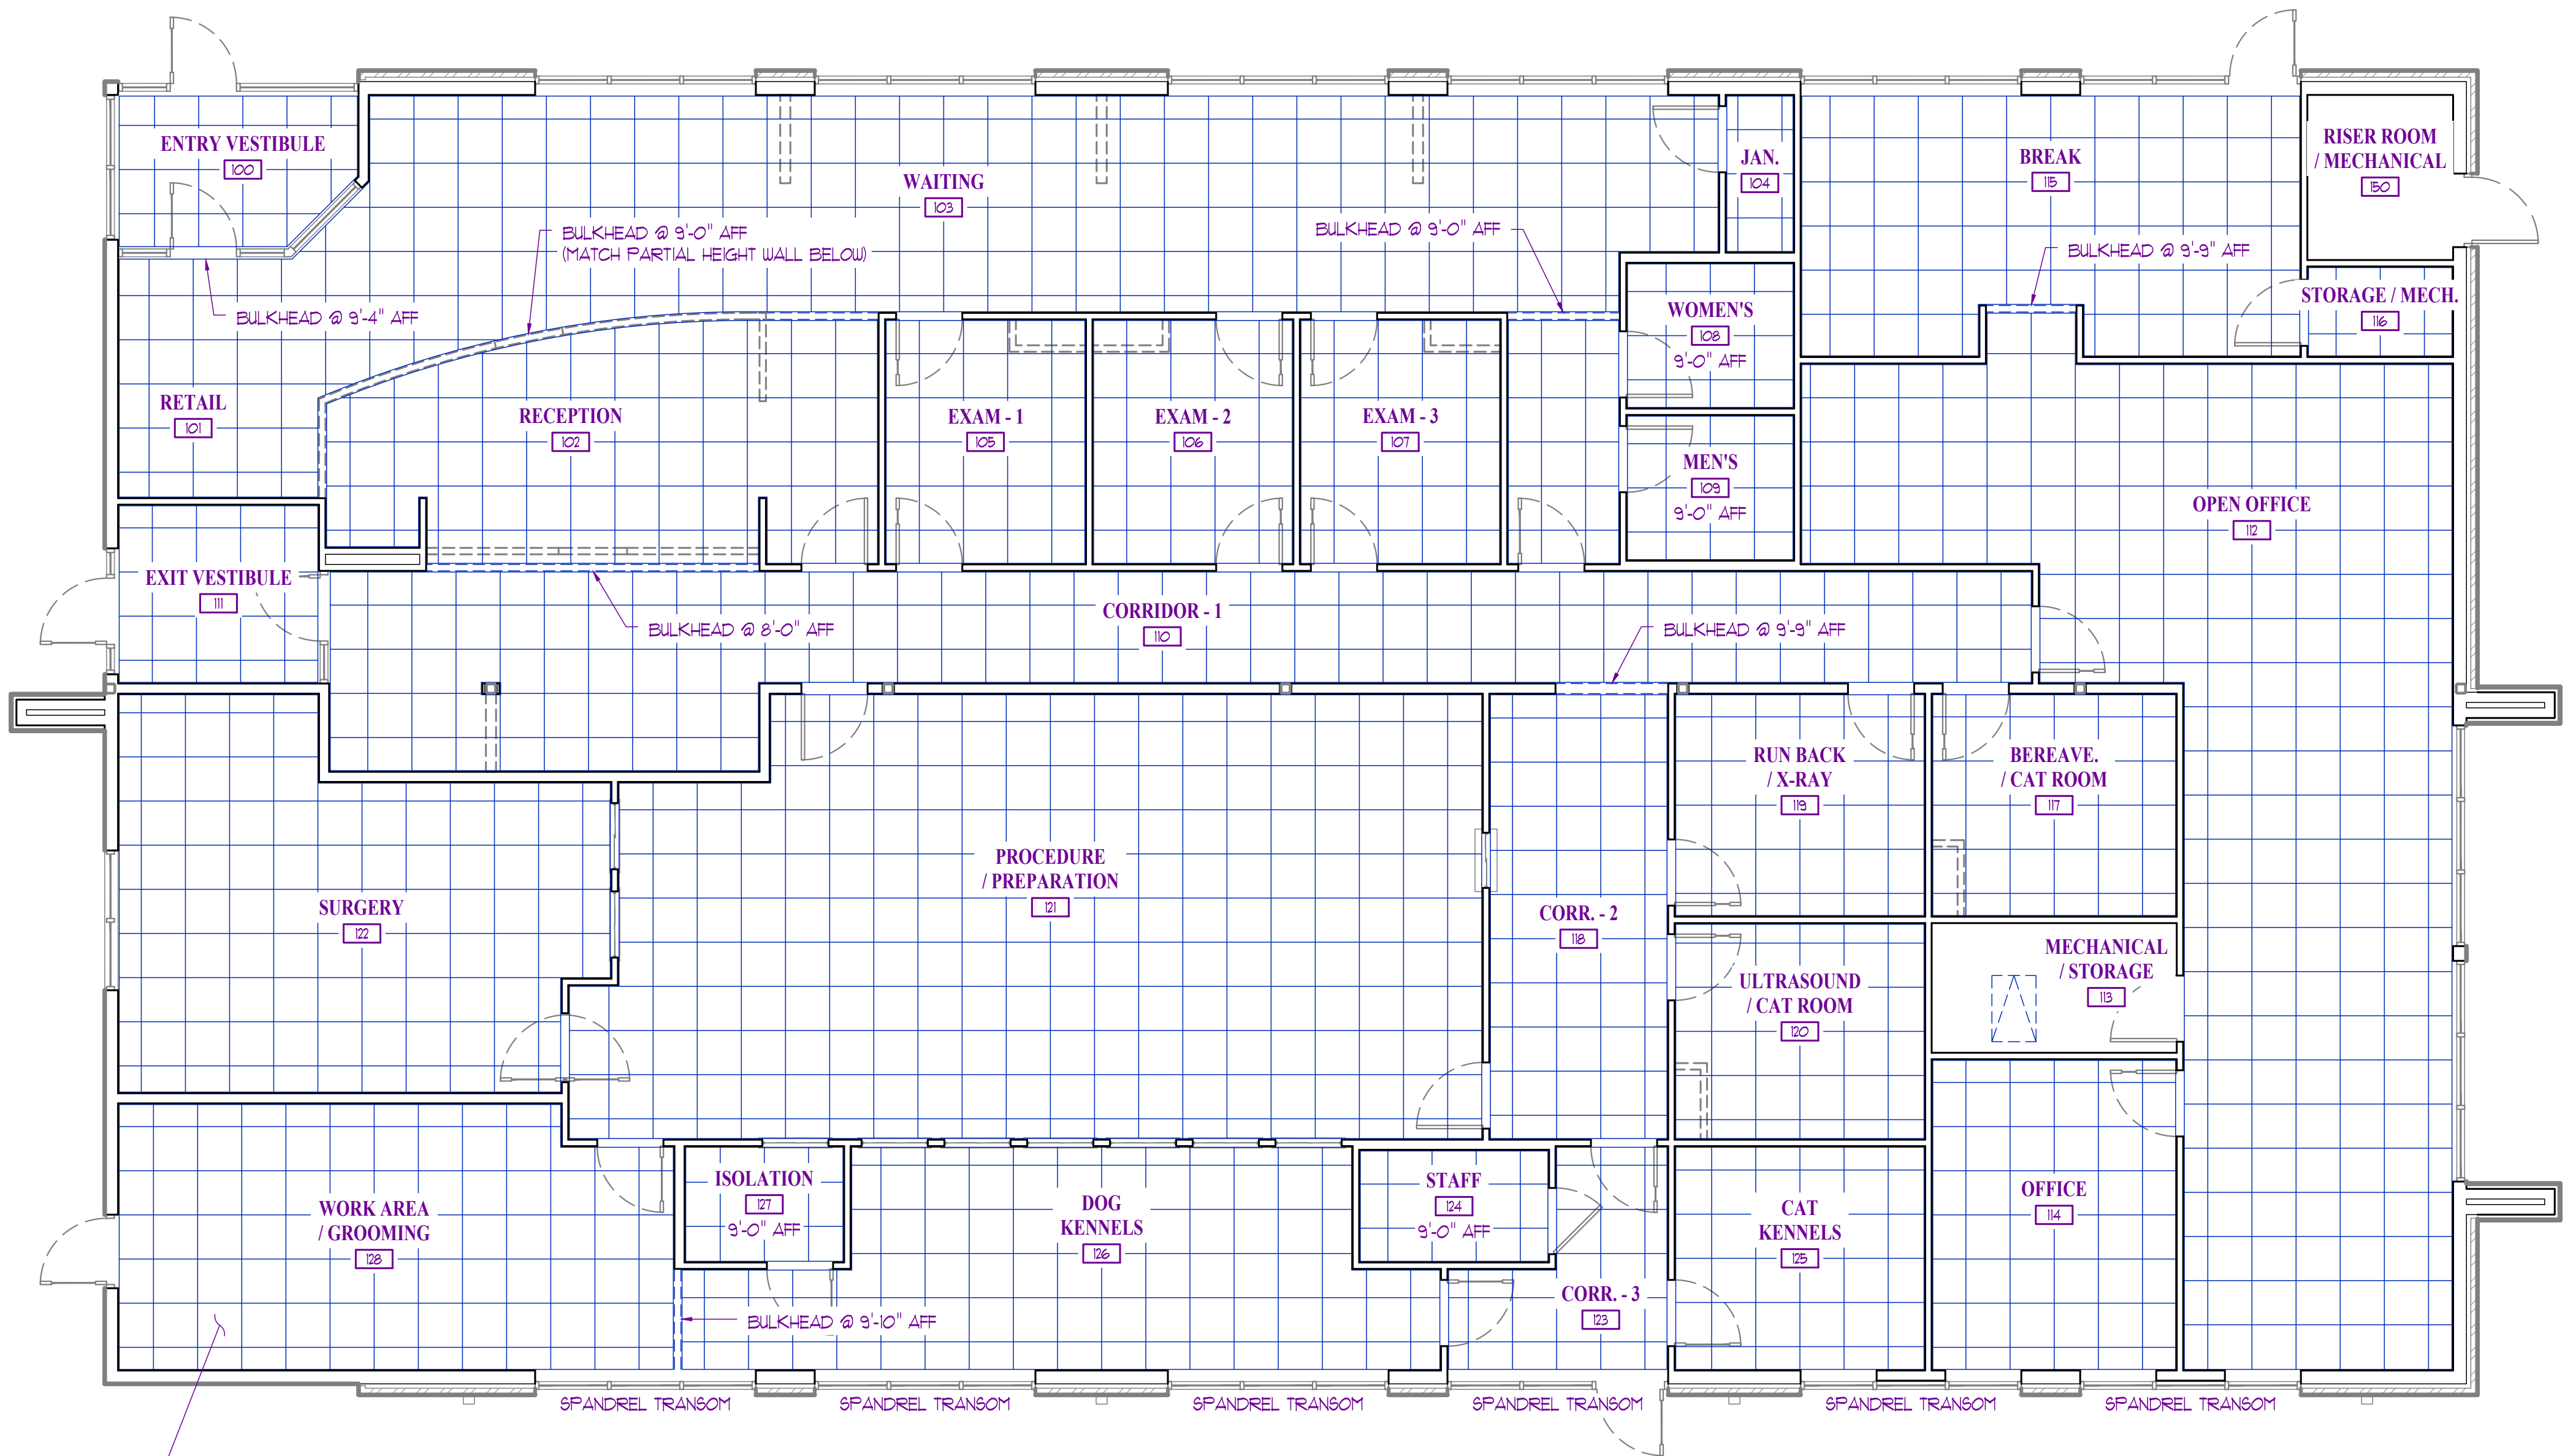 ENTRY VESTIBULE
100
WAITING
103
JAN.
104
BREAK
115
RISER ROOM
/ MECHANICAL
150
BULKHEAD @ 9'-0" AFF
(MATCH PARTIAL HEIGHT WALL BELOW)
BULKHEAD @ 9'-0" AFF
BULKHEAD @ 9'-9" AFF
BULKHEAD @ 9'-4" AFF
WOMEN'S
108
9'-0" AFF
STORAGE / MECH.
116
RETAIL
101
RECEPTION
102
EXAM - 1
105
EXAM - 2
106
EXAM - 3
107
MEN'S
109
9'-0" AFF
OPEN OFFICE
112
EXIT VESTIBULE
111
CORRIDOR - 1
110
BULKHEAD @ 8'-0" AFF
BULKHEAD @ 9'-9" AFF
RUN BACK
/ X-RAY
119
BEREAVE.
/ CAT ROOM
117
PROCEDURE
/ PREPARATION
121
SURGERY
122
CORR. - 2
118
MECHANICAL
/ STORAGE
113
ULTRASOUND
/ CAT ROOM
120
ISOLATION
127
9'-0" AFF
STAFF
124
9'-0" AFF
WORK AREA
/ GROOMING
128
DOG
KENNELS
126
CAT
KENNELS
125
OFFICE
114
CORR. - 3
123
BULKHEAD @ 9'-10" AFF
SPANDREL TRANSOM
SPANDREL TRANSOM
SPANDREL TRANSOM
SPANDREL TRANSOM
SPANDREL TRANSOM
SPANDREL TRANSOM